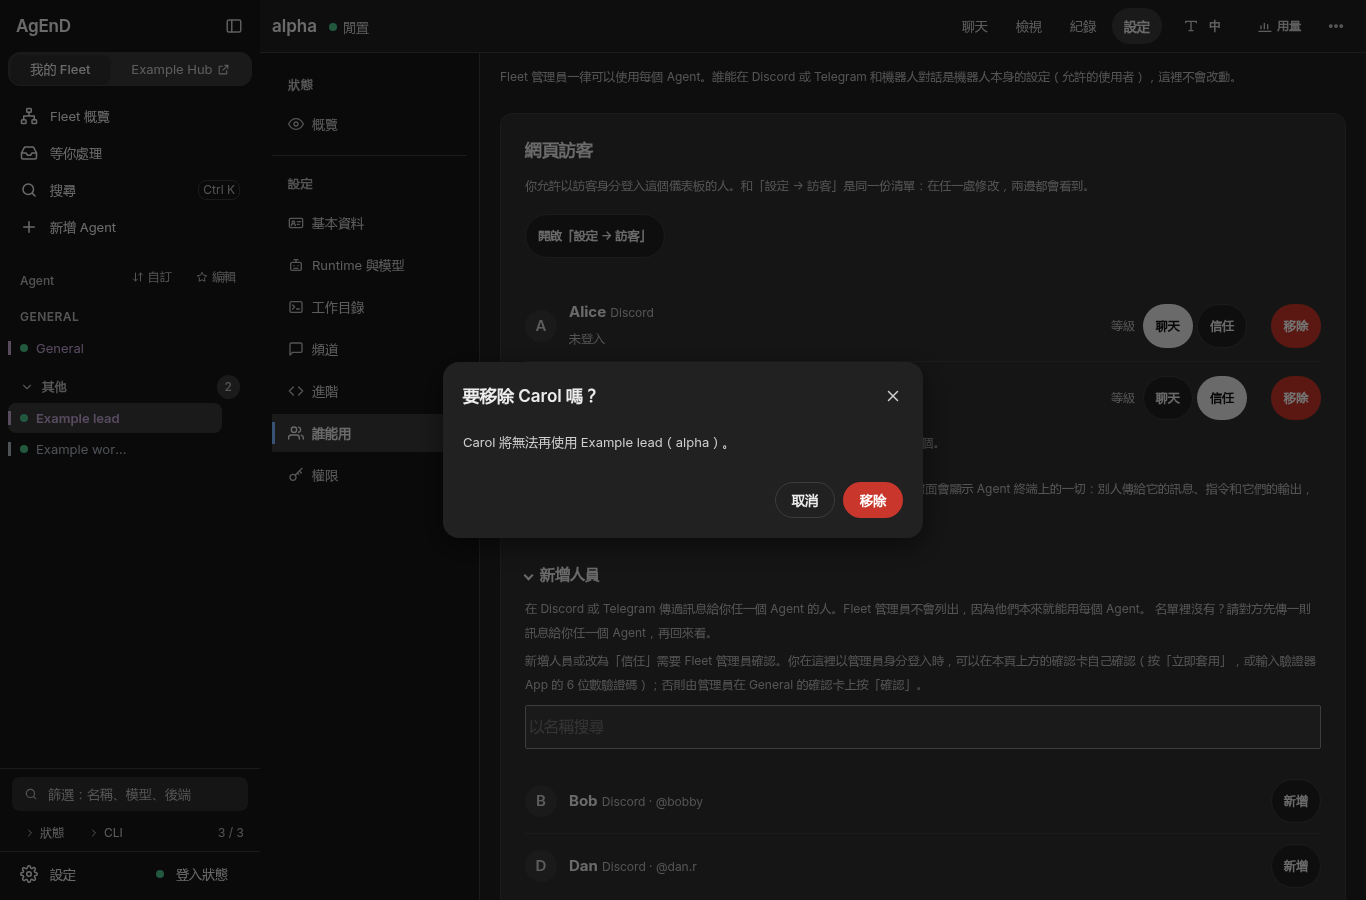 AgEnD
我的 Fleet
Example Hub
Fleet 概覽
等你處理
搜尋
Ctrl K
新增 Agent
Agent
自訂
編輯
GENERAL
General
其他
2
Example lead
Example wor...
篩選：名稱、模型、後端
狀態
CLI
3 / 3
設定
登入狀態
alpha
閒置
聊天
檢視
紀錄
設定
中
用量
狀態
概覽
設定
基本資料
Runtime 與模型
工作目錄
頻道
進階
誰能用
權限
Fleet 管理員一律可以使用每個 Agent。誰能在 Discord 或 Telegram 和機器人對話是機器人本身的設定（允許的使用者），這裡不會改動。
網頁訪客
你允許以訪客身分登入這個儀表板的人。和「設定 → 訪客」是同一份清單：在任一處修改，兩邊都會看到。
開啟「設定 → 訪客」
A
Alice Discord
未登入
等級
聊天
信任
移除
等級
聊天
信任
移除
要移除 Carol 嗎？
Carol 將無法再使用 Example lead（alpha）。
取消
移除
個。
面會顯示 Agent 終端上的一切：別人傳給它的訊息、指令和它們的輸出，
新增人員
在 Discord 或 Telegram 傳過訊息給你任一個 Agent 的人。Fleet 管理員不會列出，因為他們本來就能用每個 Agent。 名單裡沒有？請對方先傳一則
訊息給你任一個 Agent，再回來看。
新增人員或改為「信任」需要 Fleet 管理員確認。你在這裡以管理員身分登入時，可以在本頁上方的確認卡自己確認（按「立即套用」，或輸入驗證器
App 的 6 位數驗證碼）；否則由管理員在 General 的確認卡上按「確認」。
以名稱搜尋
B
Bob Discord · @bobby
新增
D
Dan Discord · @dan.r
新增